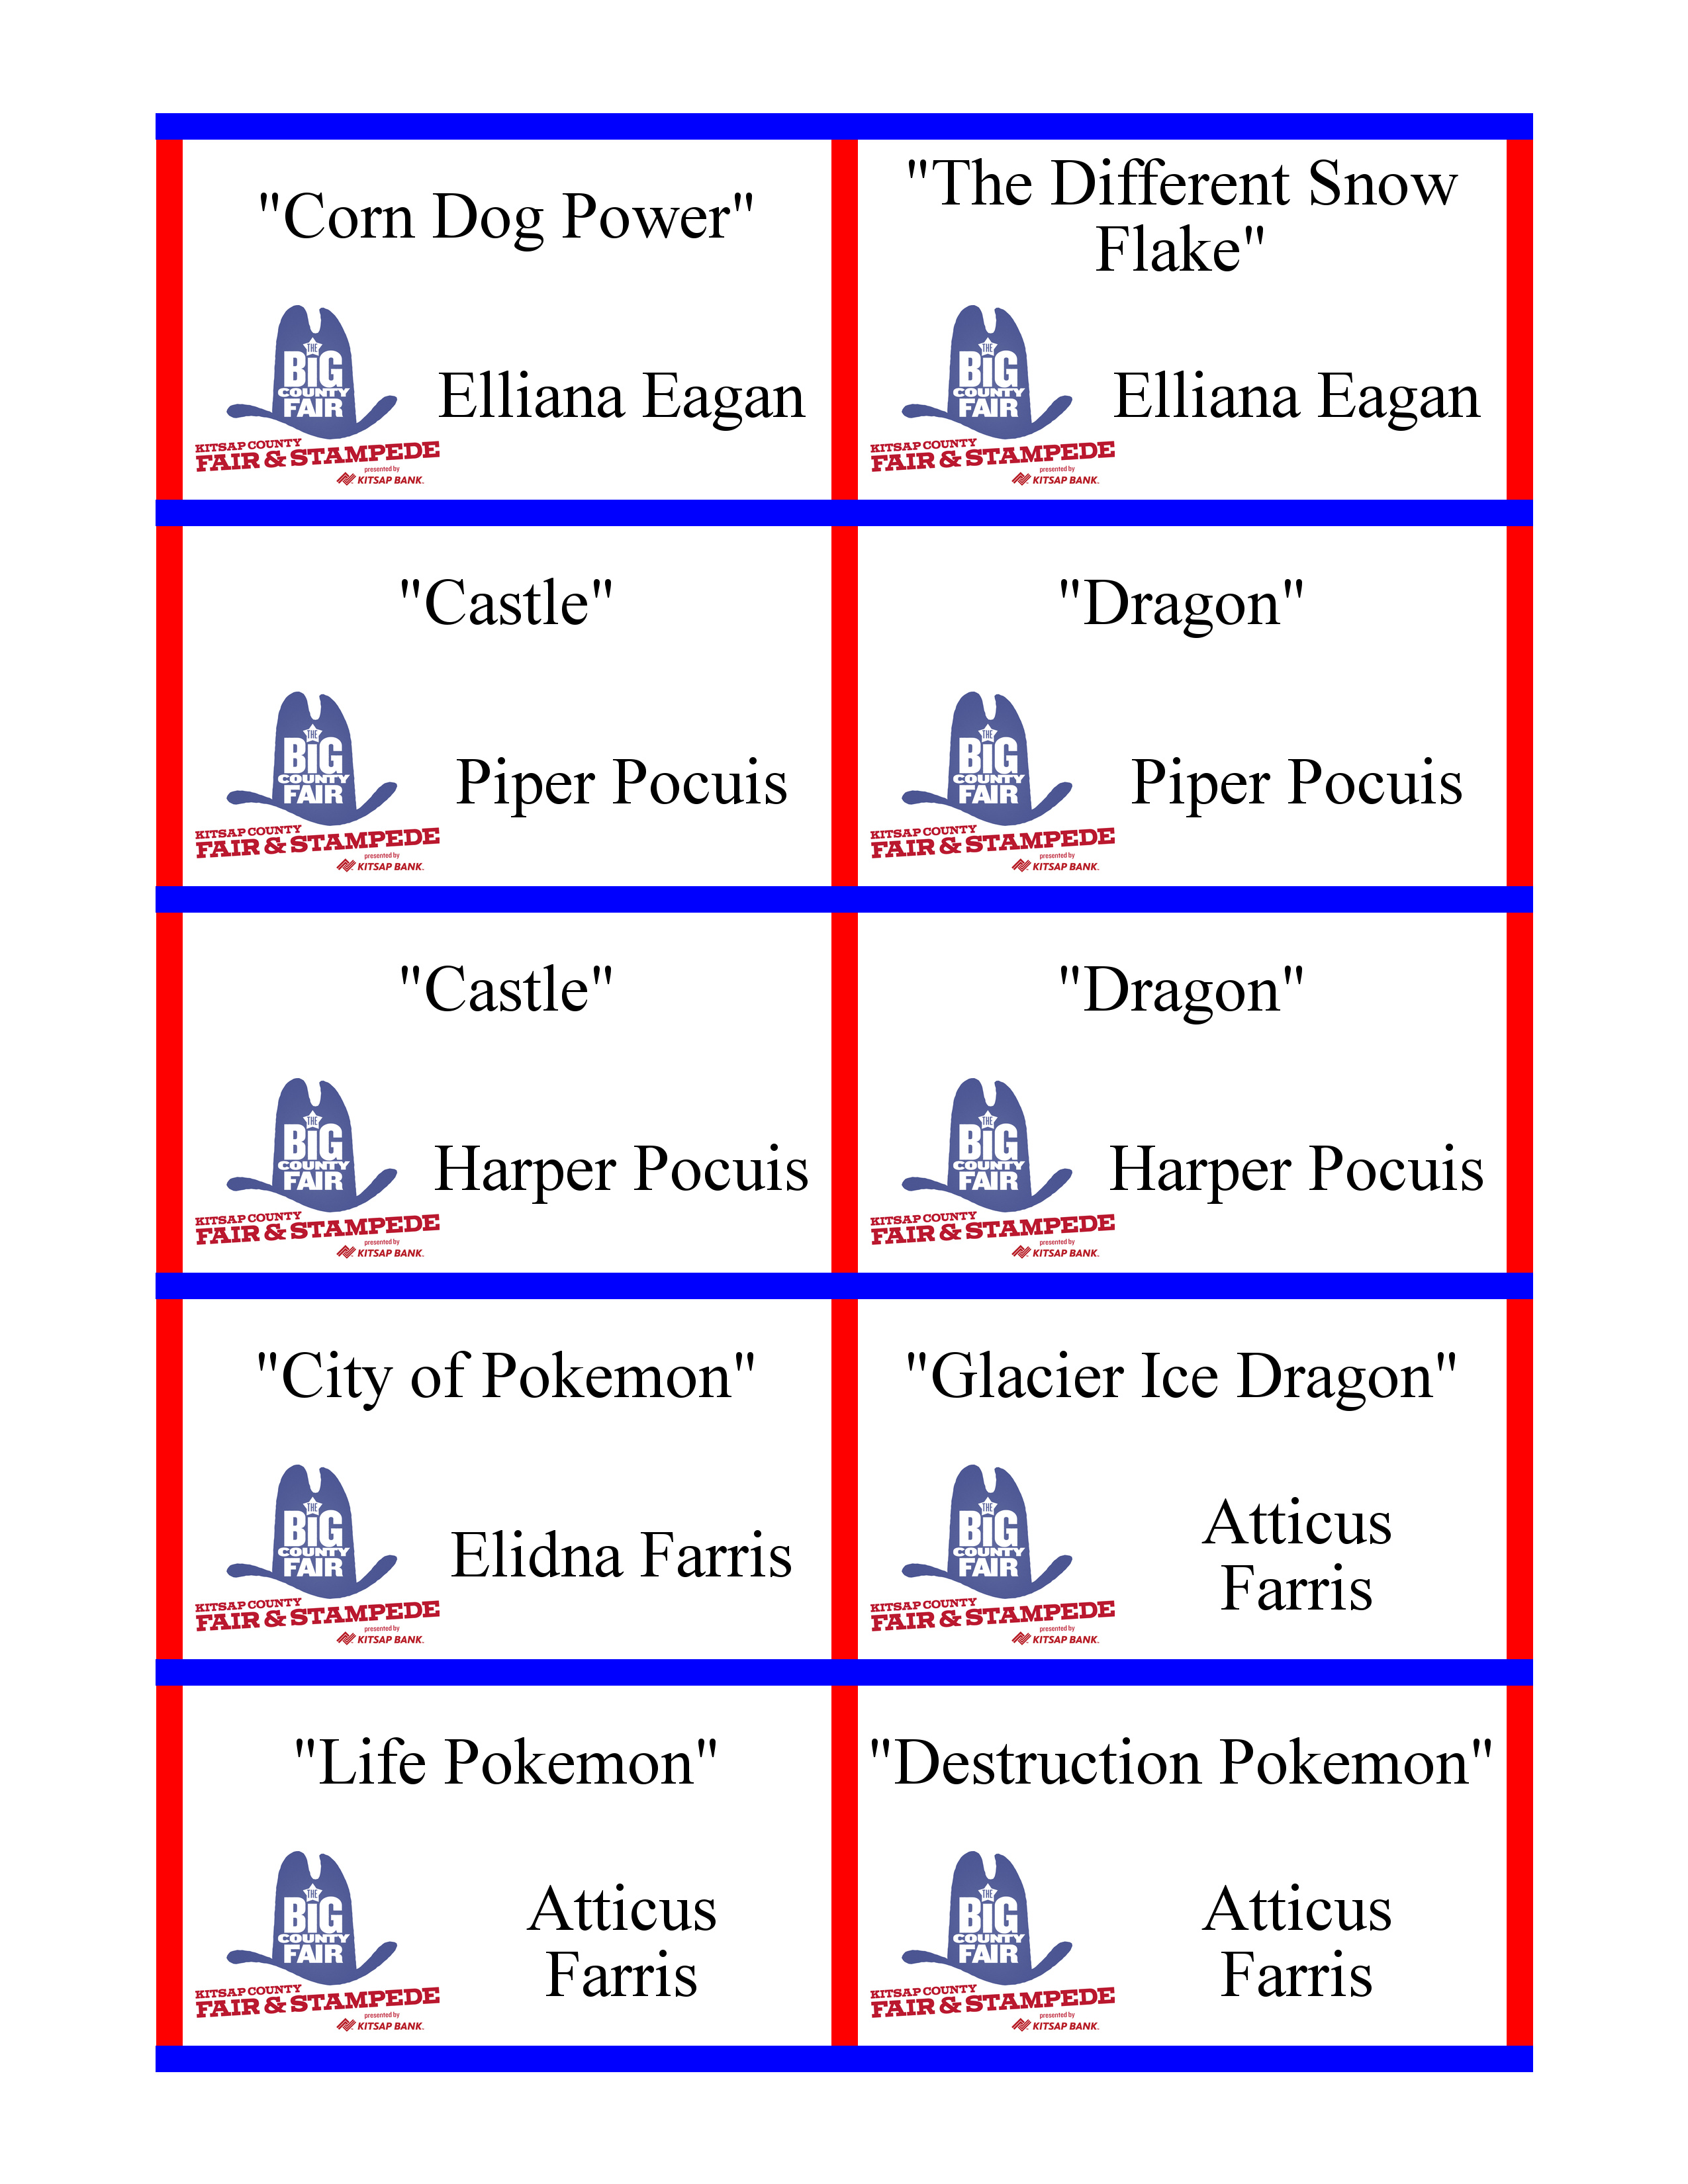 "Corn Dog Power"
THE
BIG
COUNTY
FAIR
Elliana Eagan
KITSAP COUNTY
FAIR & STAMPEDE
presented by
KITSAP BANK.
"The Different Snow
Flake"
THE
BIG
COUNTY
FAIR
Elliana Eagan
KITSAP COUNTY
FAIR & STAMPEDE
presented by
KITSAP BANK.
"Castle"
THE
BIG
COUNTY
FAIR
Piper Pocuis
KITSAP COUNTY
FAIR & STAMPEDE
presented by
KITSAP BANK.
"Dragon"
THE
BIG
COUNTY
FAIR
Piper Pocuis
KITSAP COUNTY
FAIR & STAMPEDE
presented by
KITSAP BANK.
"Castle"
THE
BIG
COUNTY
FAIR
Harper Pocuis
KITSAP COUNTY
FAIR & STAMPEDE
presented by
KITSAP BANK.
"Dragon"
THE
BIG
COUNTY
FAIR
Harper Pocuis
KITSAP COUNTY
FAIR & STAMPEDE
presented by
KITSAP BANK.
"City of Pokemon"
THE
BIG
COUNTY
FAIR
Elidna Farris
KITSAP COUNTY
FAIR & STAMPEDE
presented by
KITSAP BANK.
"Glacier Ice Dragon"
THE
BIG
COUNTY
FAIR
Atticus
Farris
KITSAP COUNTY
FAIR & STAMPEDE
presented by
KITSAP BANK.
"Life Pokemon"
THE
BIG
COUNTY
FAIR
Atticus
Farris
KITSAP COUNTY
FAIR & STAMPEDE
presented by
KITSAP BANK.
"Destruction Pokemon"
THE
BIG
COUNTY
FAIR
Atticus
Farris
KITSAP COUNTY
FAIR & STAMPEDE
presented by
KITSAP BANK.